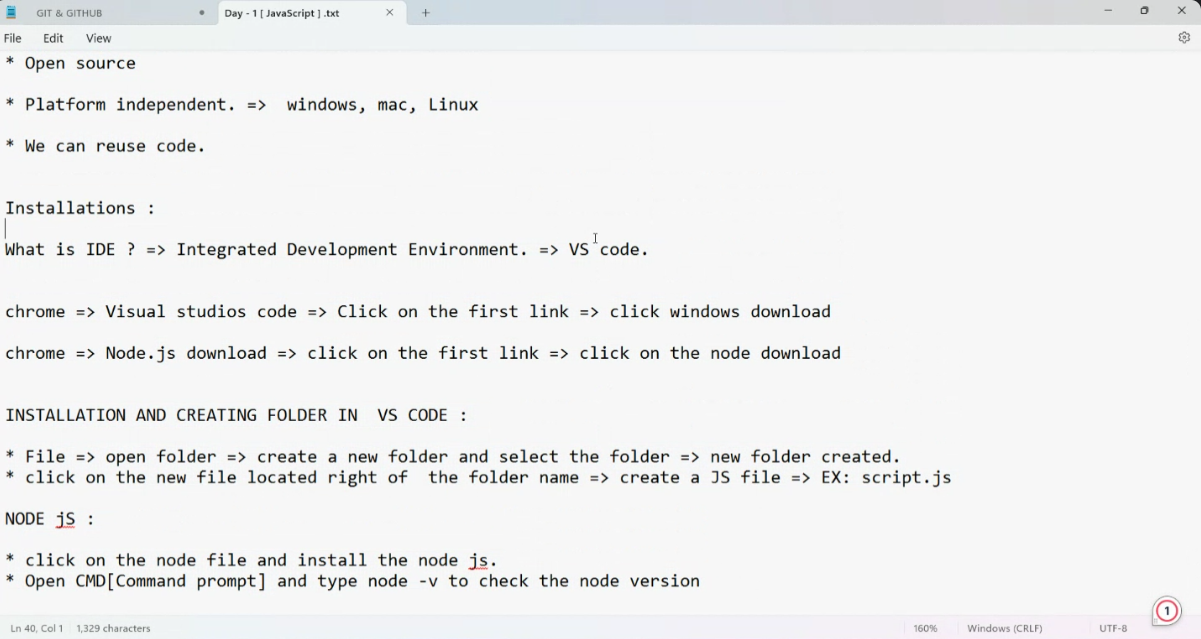 GIT & GITHUB
Day - 1 [ JavaScript ] .txt
File Edit View
* Open source
* Platform independent. =>  windows, mac, Linux
* We can reuse code.
Installations :
What is IDE ? => Integrated Development Environment. => VS code.
chrome => Visual studios code => Click on the first link => click windows download
chrome => Node.js download => click on the first link => click on the node download
INSTALLATION AND CREATING FOLDER IN  VS CODE :
* File => open folder => create a new folder and select the folder => new folder created.
* click on the new file located right of  the folder name => create a JS file => EX: script.js
NODE jS :
* click on the node file and install the node js.
* Open CMD[Command prompt] and type node -v to check the node version
1
Ln 40, Col 1 1,329 characters 160% Windows (CRLF) UTF-8